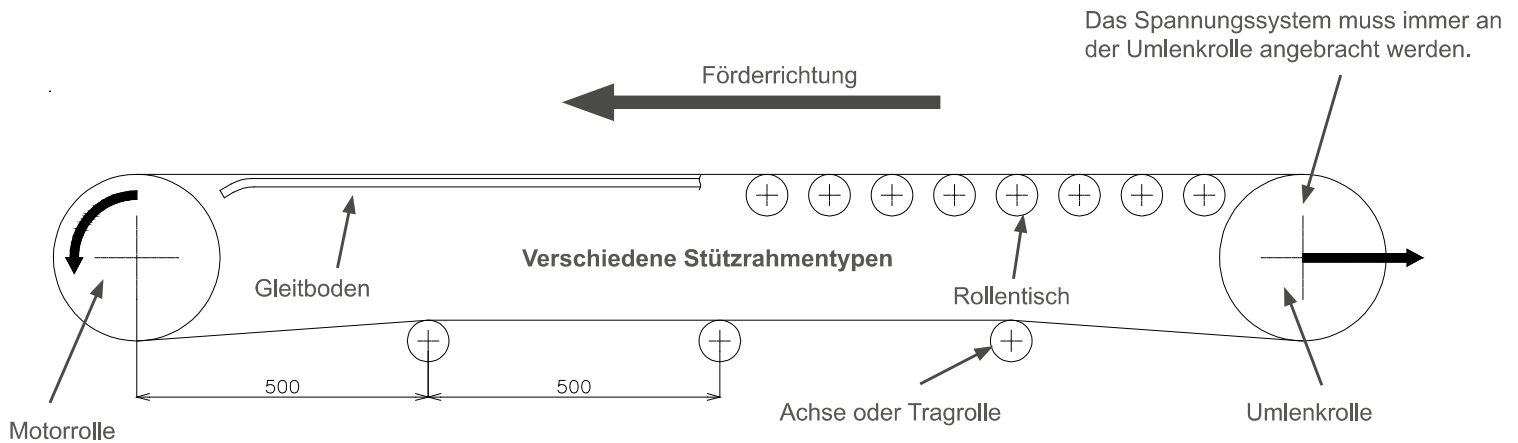 Das Spannungssystem muss immer an
der Umlenkrolle angebracht werden.
Förderrichtung
Verschiedene Stützrahmentypen
Gleitboden
Rollentisch
500
500
Achse oder Tragrolle
Umlenkrolle
Motorrolle